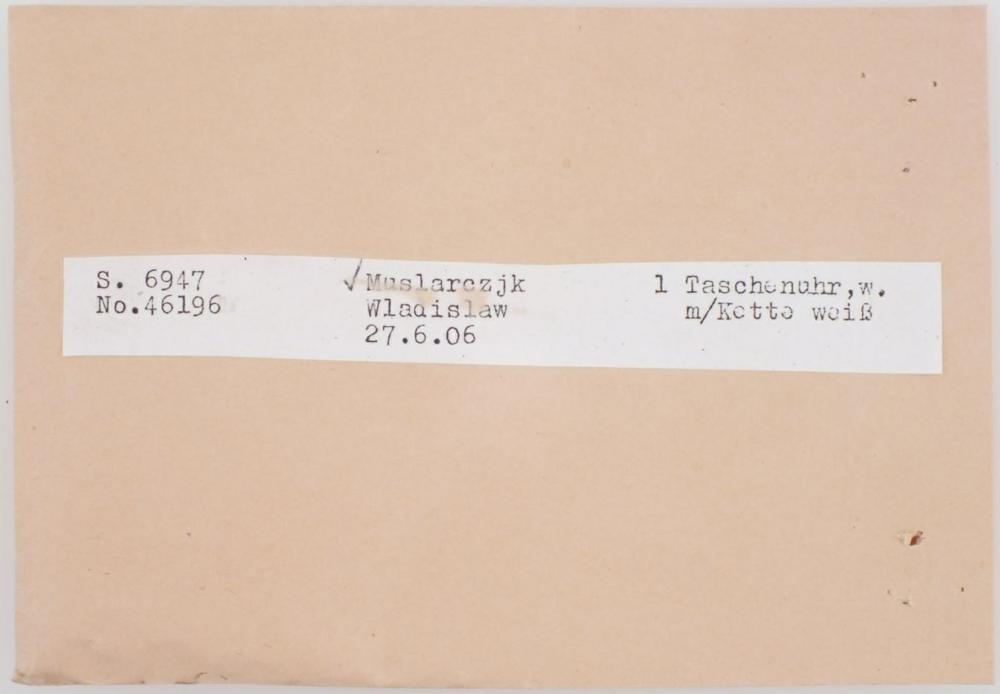 S. 6947
No.46196
✓ Muslarczjk
Wladislaw
27.6.06
1 Taschenuhr,w.
m/Kette weiß